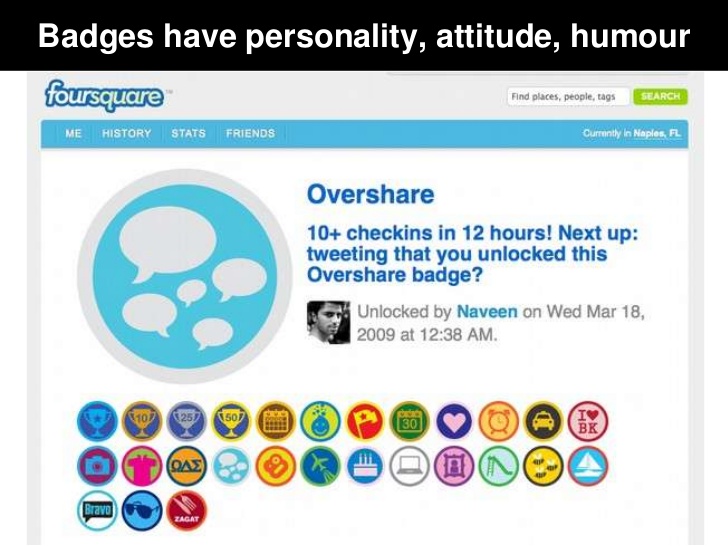 Badges have personality, attitude, humour
foursquare™
Find places, people, tags
SEARCH
ME HISTORY STATS FRIENDS
Currently in Naples, FL
Overshare
10+ checkins in 12 hours! Next up:
tweeting that you unlocked this
Overshare badge?
Unlocked by Naveen on Wed Mar 18,
2009 at 12:38 AM.
10 25 50 30 I ♥ BK
ΩΔΣ
Bravo ZAGAT